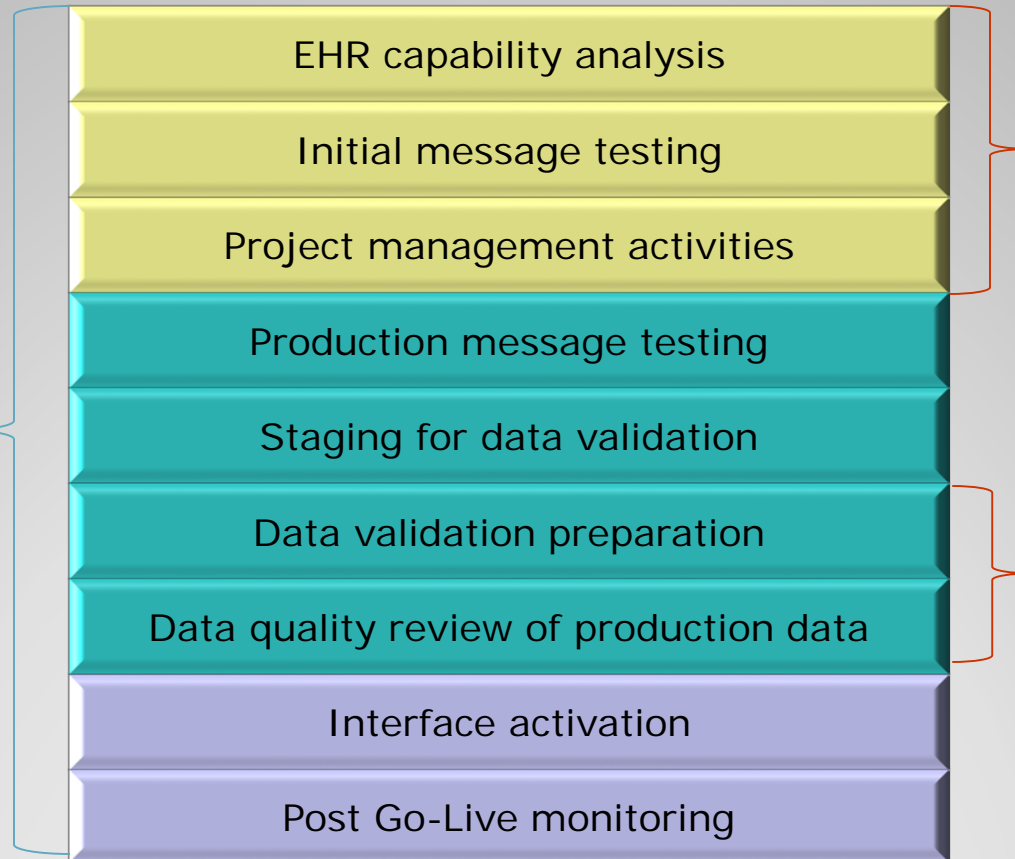 EHR capability analysis
Initial message testing
Project management activities
Production message testing
Staging for data validation
Data validation preparation
Data quality review of production data
Interface activation
Post Go-Live monitoring